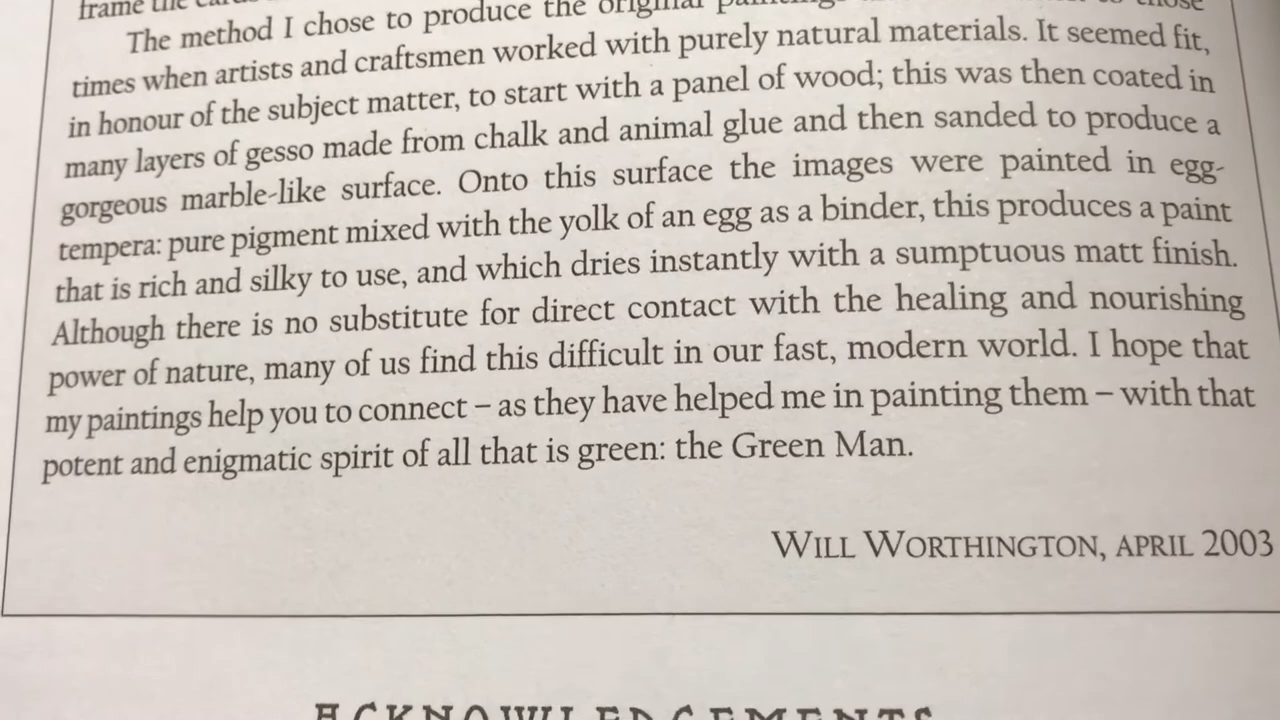 frame the cards
The method I chose to produce the original paintings those
times when artists and craftsmen worked with purely natural materials. It seemed fit,
in honour of the subject matter, to start with a panel of wood; this was then coated in
many layers of gesso made from chalk and animal glue and then sanded to produce a
gorgeous marble-like surface. Onto this surface the images were painted in egg-
tempera: pure pigment mixed with the yolk of an egg as a binder, this produces a paint
that is rich and silky to use, and which dries instantly with a sumptuous matt finish.
Although there is no substitute for direct contact with the healing and nourishing
power of nature, many of us find this difficult in our fast, modern world. I hope that
my paintings help you to connect – as they have helped me in painting them – with that
potent and enigmatic spirit of all that is green: the Green Man.
WILL WORTHINGTON, APRIL 2003
ACKNOWLEDGEMENTS